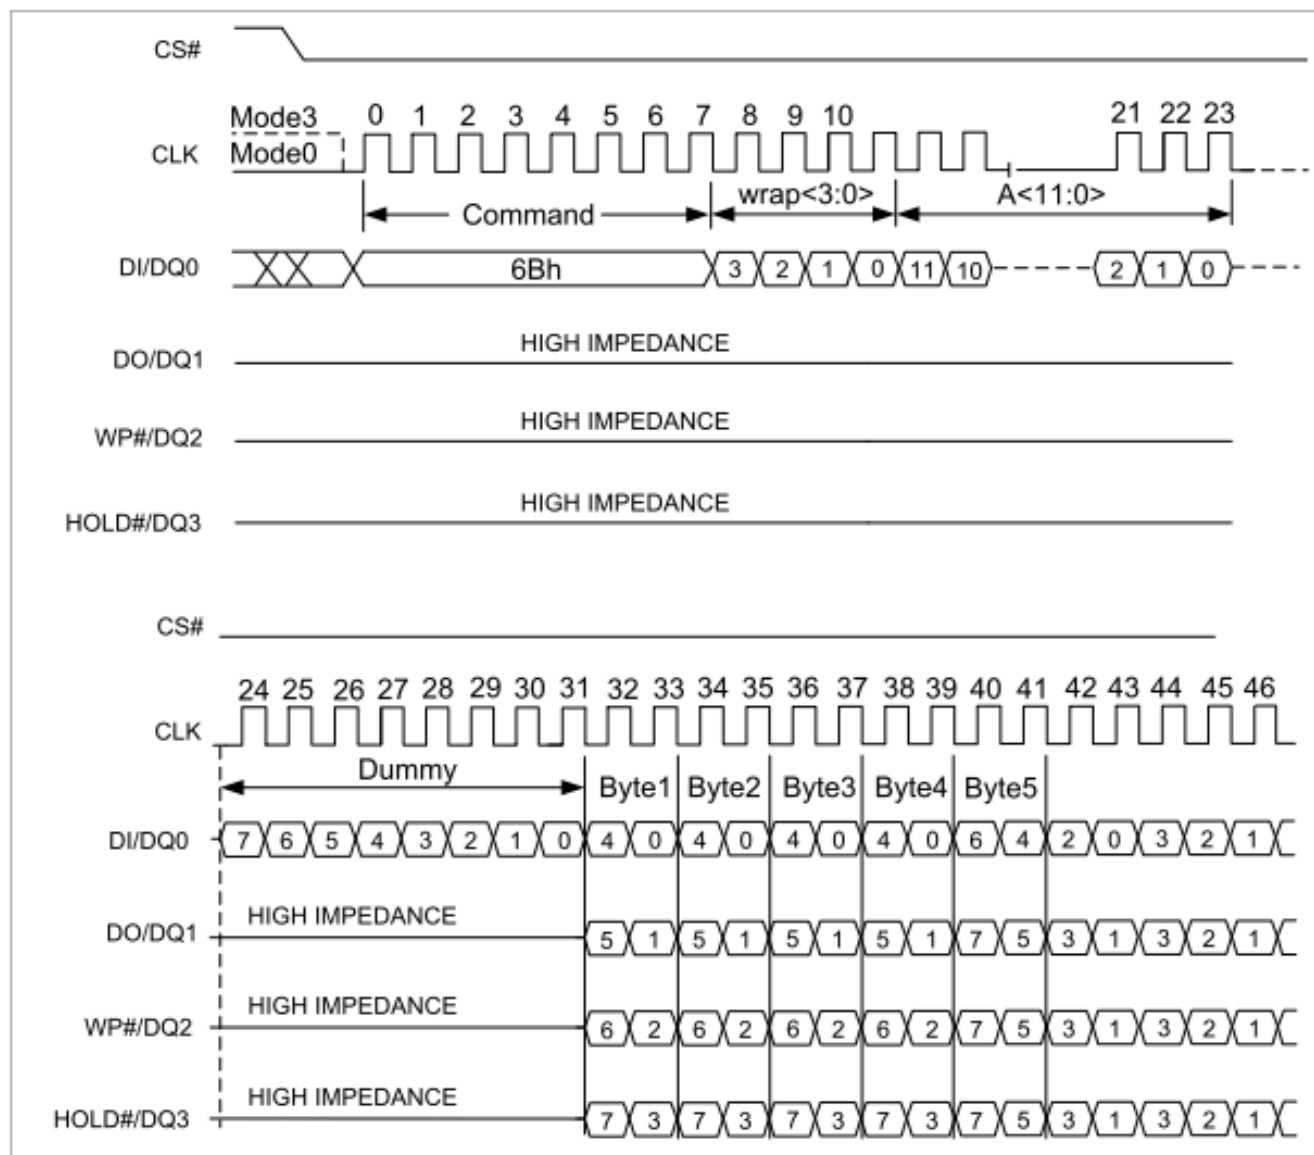 CS#
Mode3
0 1 2 3 4 5 6 7 8 9 10 21 22 23
CLK
Mode0
Command
wrap<3:0>
A<11:0>
DI/DQ0
6Bh
3 2 1 0 11 10 2 1 0
HIGH IMPEDANCE
DO/DQ1
HIGH IMPEDANCE
WP#/DQ2
HIGH IMPEDANCE
HOLD#/DQ3
CS#
24 25 26 27 28 29 30 31 32 33 34 35 36 37 38 39 40 41 42 43 44 45 46
CLK
Dummy
Byte1 Byte2 Byte3 Byte4 Byte5
DI/DQ0 7 6 5 4 3 2 1 0 4 0 4 0 4 0 4 0 6 4 2 0 3 2 1
HIGH IMPEDANCE
DO/DQ1 5 1 5 1 5 1 5 1 7 5 3 1 3 2 1
HIGH IMPEDANCE
WP#/DQ2 6 2 6 2 6 2 6 2 7 5 3 1 3 2 1
HIGH IMPEDANCE
HOLD#/DQ3 7 3 7 3 7 3 7 3 7 5 3 1 3 2 1